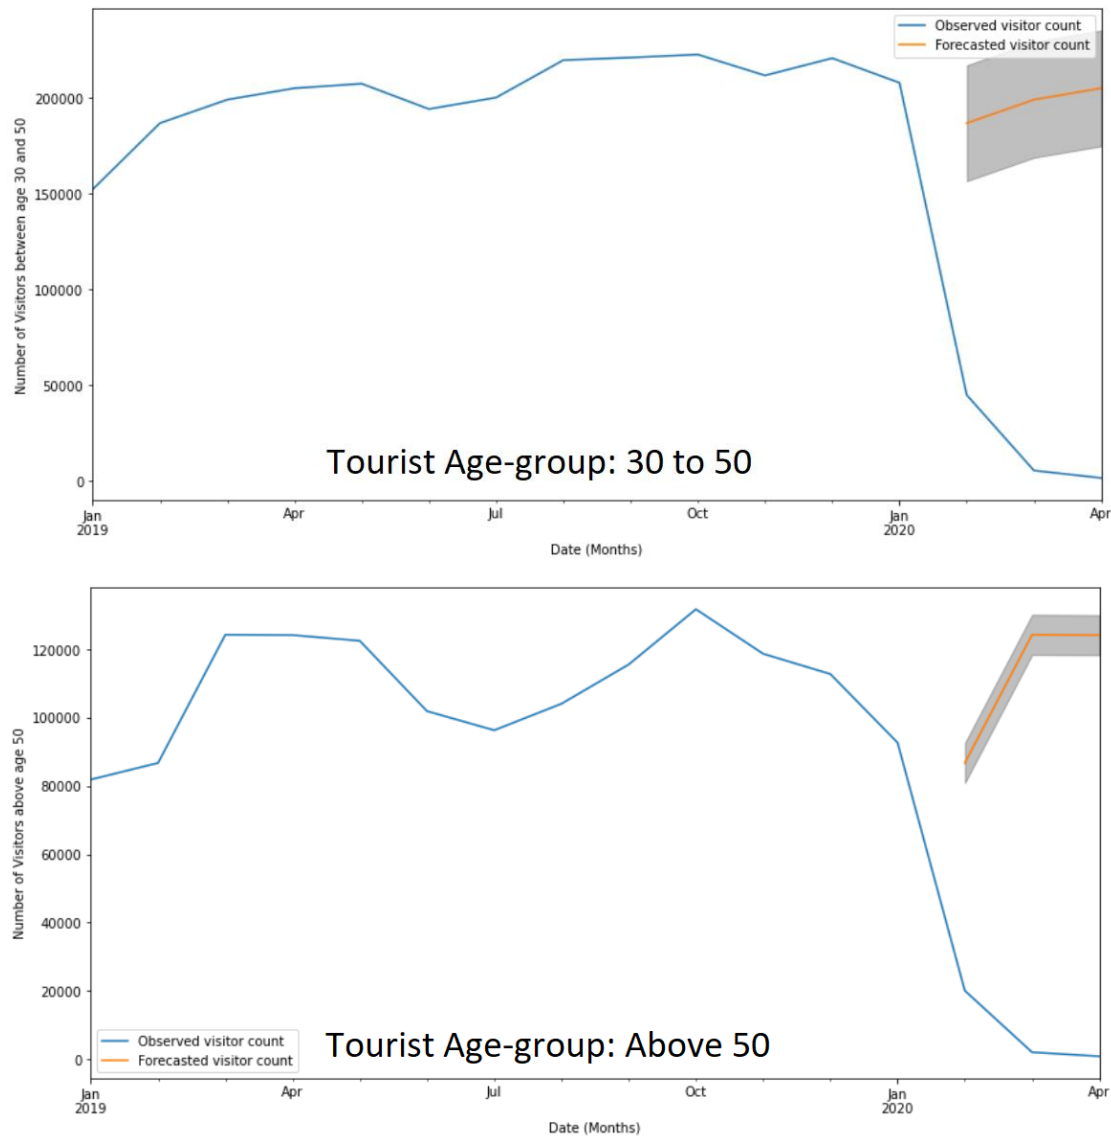 Observed visitor count
Forecasted visitor count
Number of Visitors between age 30 and 50
200000
150000
100000
50000
0
Tourist Age-group: 30 to 50
Jan
2019
Apr
Jul
Oct
Jan
2020
Apr
Date (Months)
Number of Visitors above age 50
120000
100000
80000
60000
40000
20000
0
Observed visitor count
Forecasted visitor count
Tourist Age-group: Above 50
Jan
2019
Apr
Jul
Oct
Jan
2020
Apr
Date (Months)